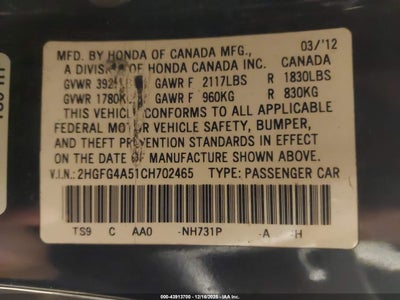 MFD. BY HONDA OF CANADA MFG., 03/'12
A DIVISION OF HONDA CANADA INC. CANADA
GVWR GAWR F 2117LBS R 1830LBS
GVWR 1780KG GAWR F 960KG R 830KG
THIS VEHICLE CONFORMS TO ALL APPLICABLE
FEDERAL MOTOR VEHICLE SAFETY, BUMPER,
AND THEFT PREVENTION STANDARDS IN EFFECT
ON THE DATE OF MANUFACTURE SHOWN ABOVE.
V.I.N.: 2HGFG4A51CH702465 TYPE: PASSENGER CAR
TS9 C AA0 -NH731P -A -H
000-43913700 - 12/18/2025 - IAA Inc.